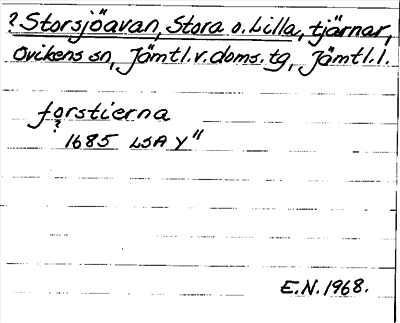 ? Storsjöavan, Stora o. Lilla, tjärnar,
Ovikens sn, Jämtl.v.doms.tg, Jämtl.l.
forstierna
?
1685 LSA Y"
E.N. 1968.